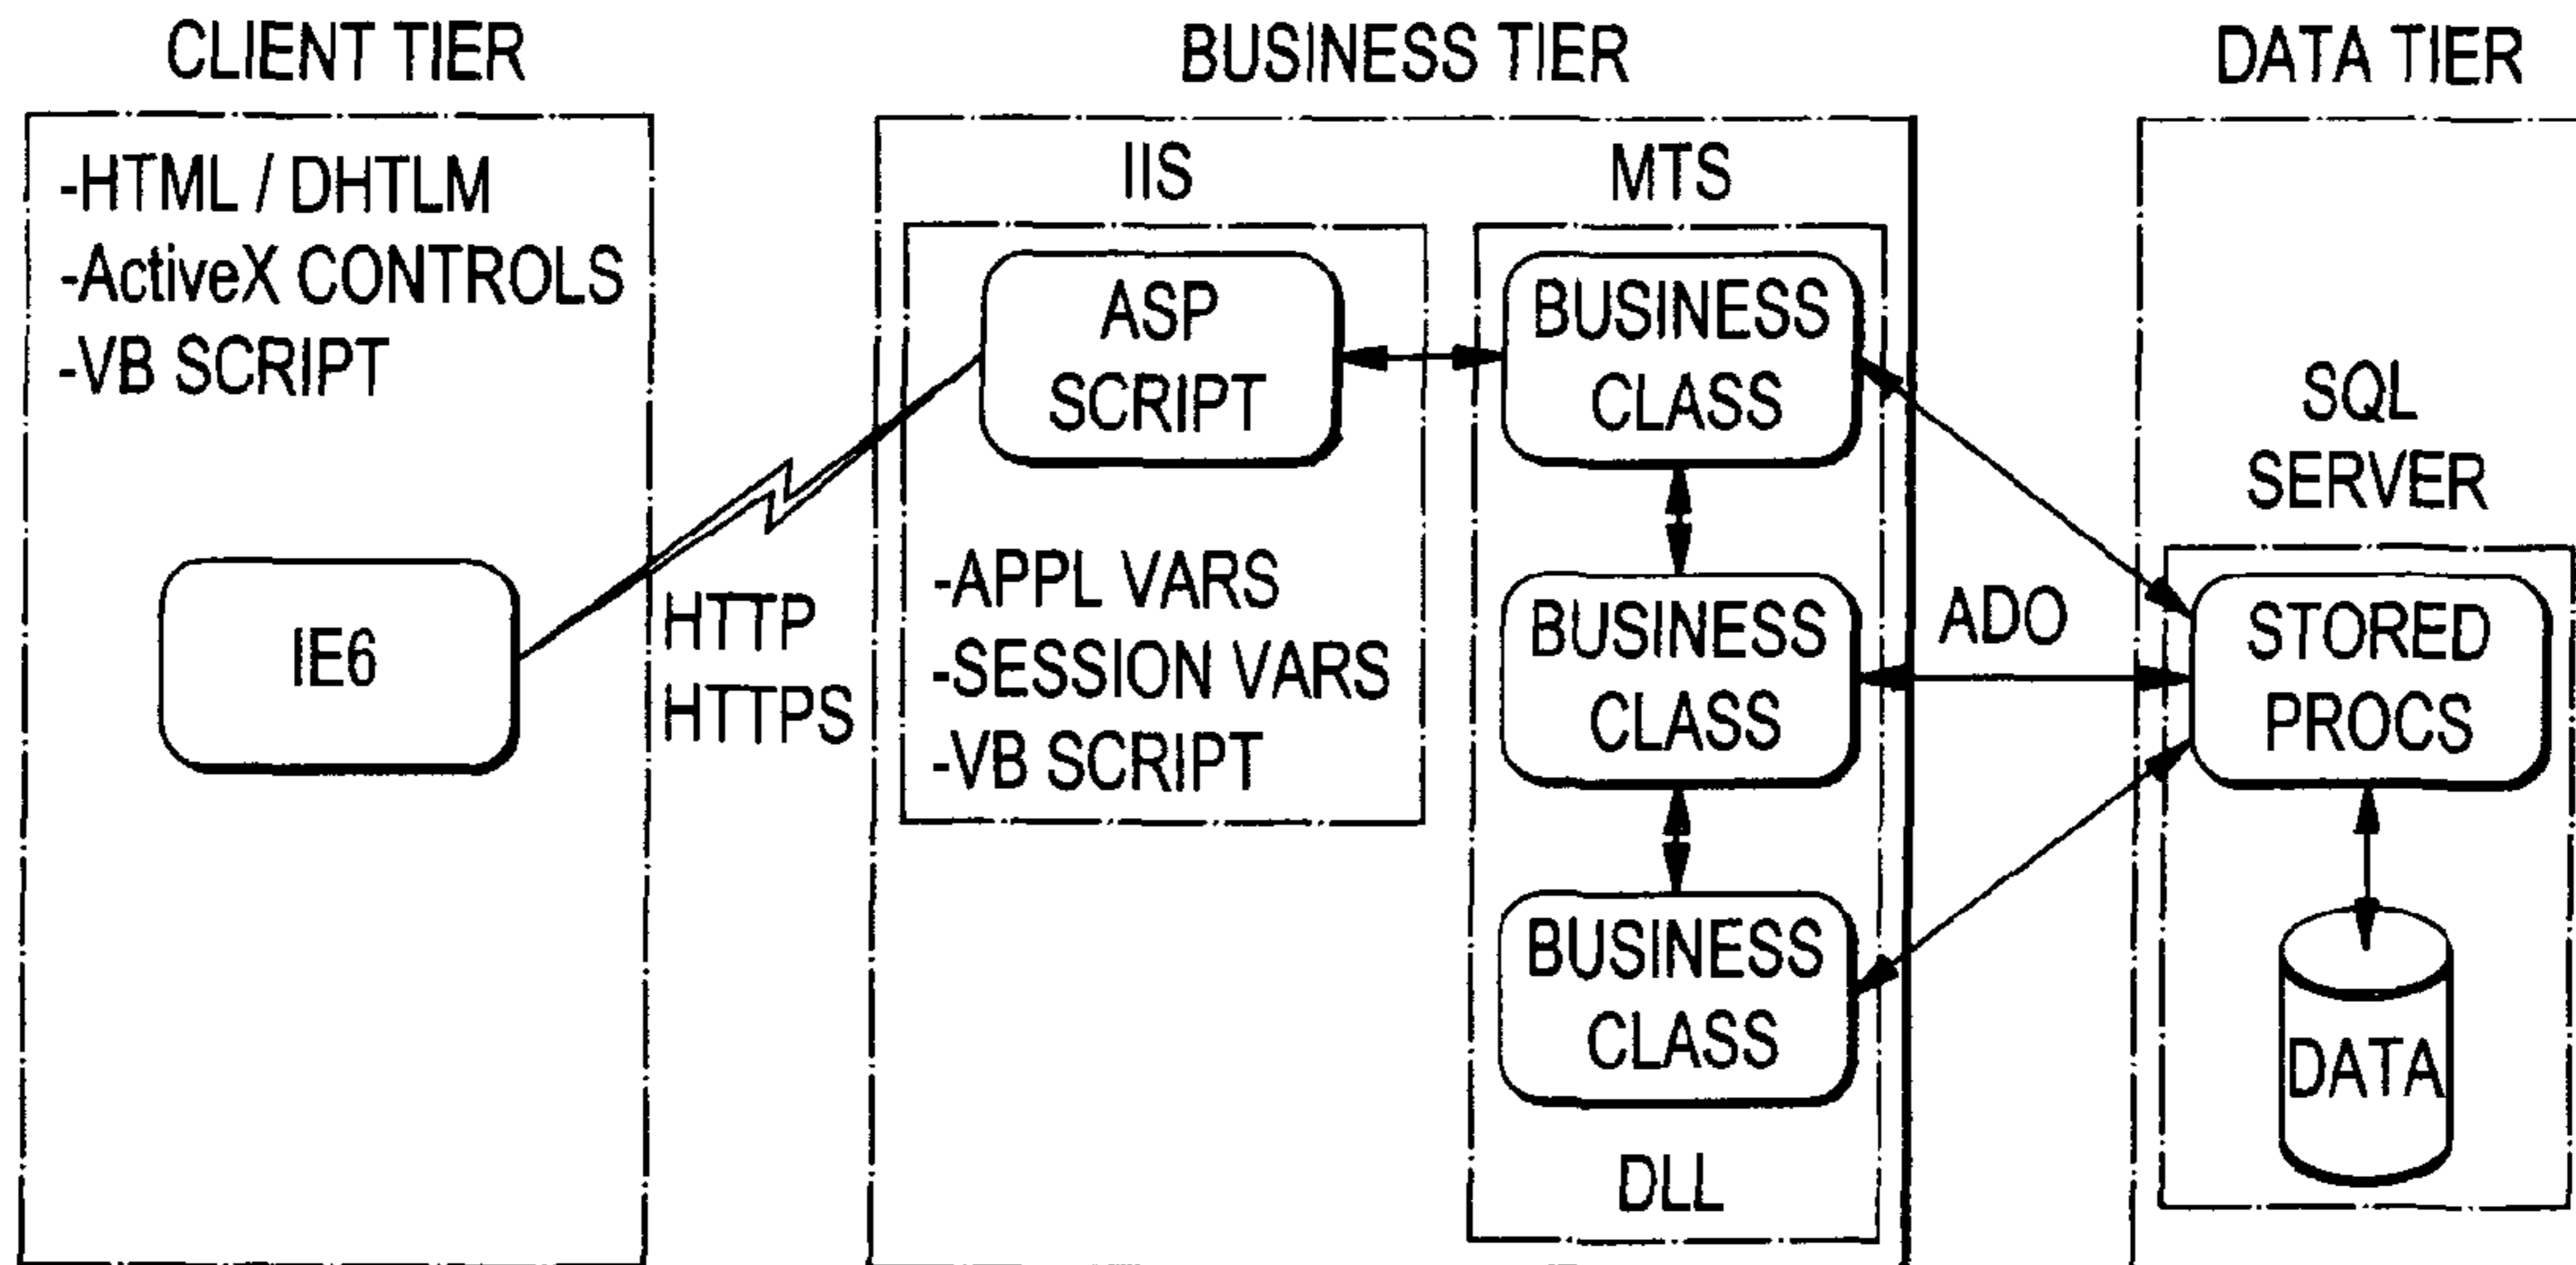 CLIENT TIER
-HTML / DHTLM
-ActiveX CONTROLS
-VB SCRIPT
IE6
HTTP
HTTPS
BUSINESS TIER
IIS
ASP
SCRIPT
-APPL VARS
-SESSION VARS
-VB SCRIPT
MTS
BUSINESS
CLASS
BUSINESS
CLASS
BUSINESS
CLASS
DLL
ADO
DATA TIER
SQL
SERVER
STORED
PROCS
DATA